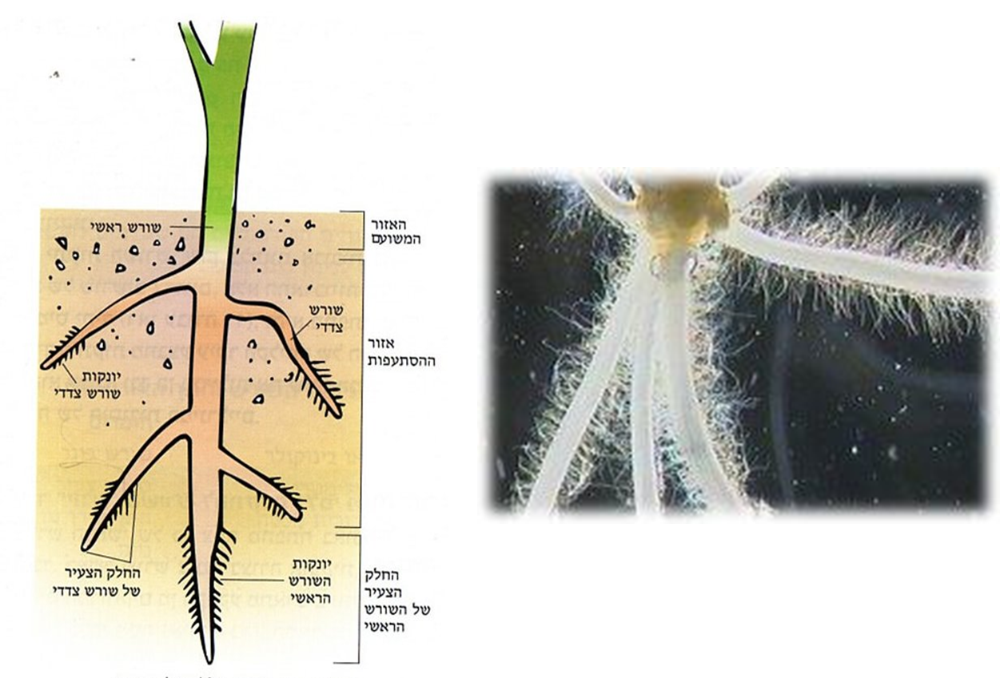 שורש ראשי
האזור
המשועם
שורש
צדדי
אזור
ההסתעפות
יונקות
שורש צדדי
החלק הצעיר
של שורש צדדי
יונקות
השורש
הראשי
החלק
הצעיר
של השורש
הראשי